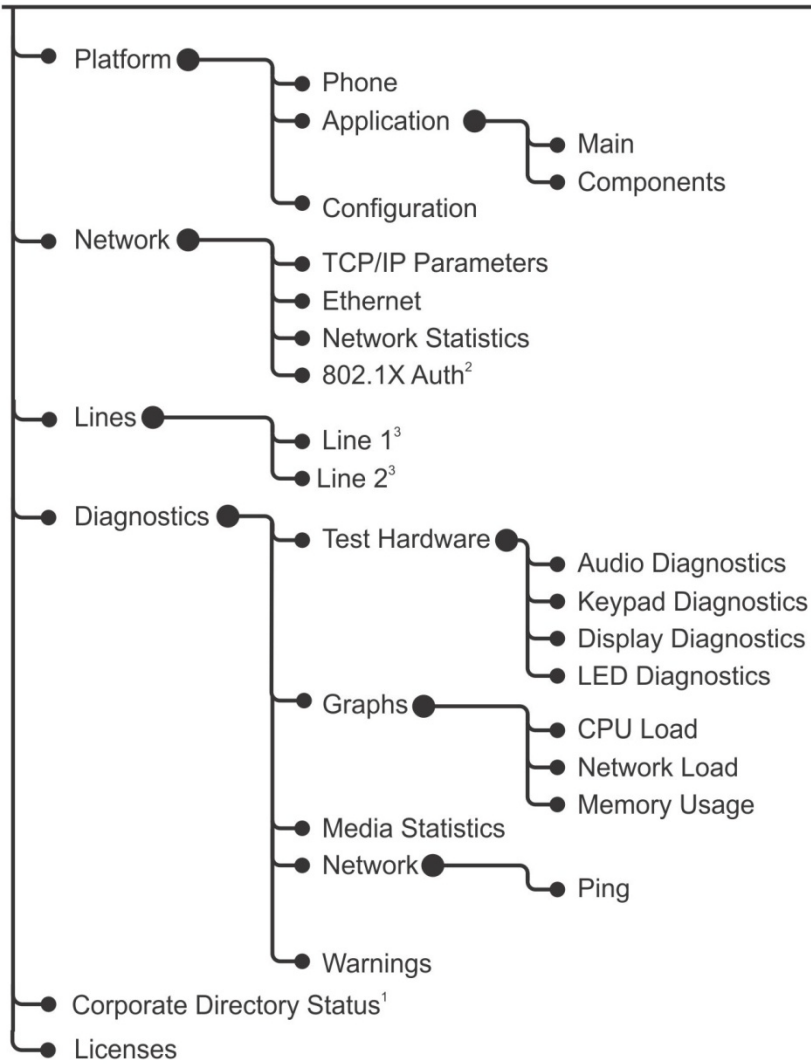 Platform
Phone
Application
Main
Components
Configuration
Network
TCP/IP Parameters
Ethernet
Network Statistics
802.1X Auth²
Lines
Line 1³
Line 2³
Diagnostics
Test Hardware
Audio Diagnostics
Keypad Diagnostics
Display Diagnostics
LED Diagnostics
Graphs
CPU Load
Network Load
Memory Usage
Media Statistics
Network
Ping
Warnings
Corporate Directory Status¹
Licenses